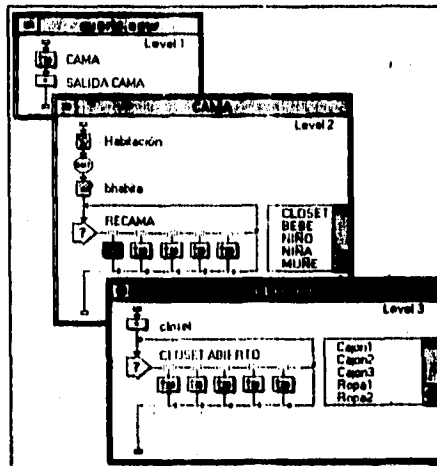 Level 1
CAMA
SALIDA CAMA
CAMA
Level 2
Habitación
bhabita
RECAMA
?
CLOSET
BEBE
NIÑO
NIÑA
MUÑE
Level 3
CLOSET ABIERTO
?
Cajon1
Cajon2
Cajon3
Ropa1
Ropa2